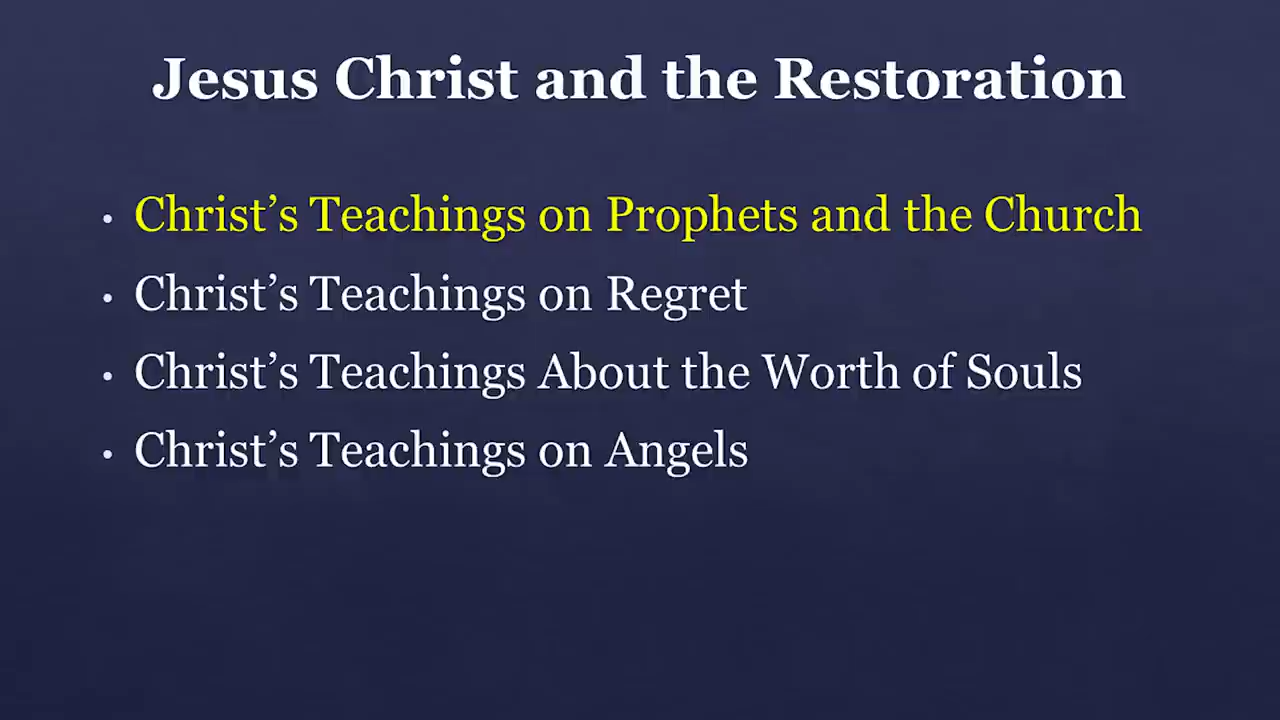 Jesus Christ and the Restoration
• Christ’s Teachings on Prophets and the Church
• Christ’s Teachings on Regret
• Christ’s Teachings About the Worth of Souls
• Christ’s Teachings on Angels